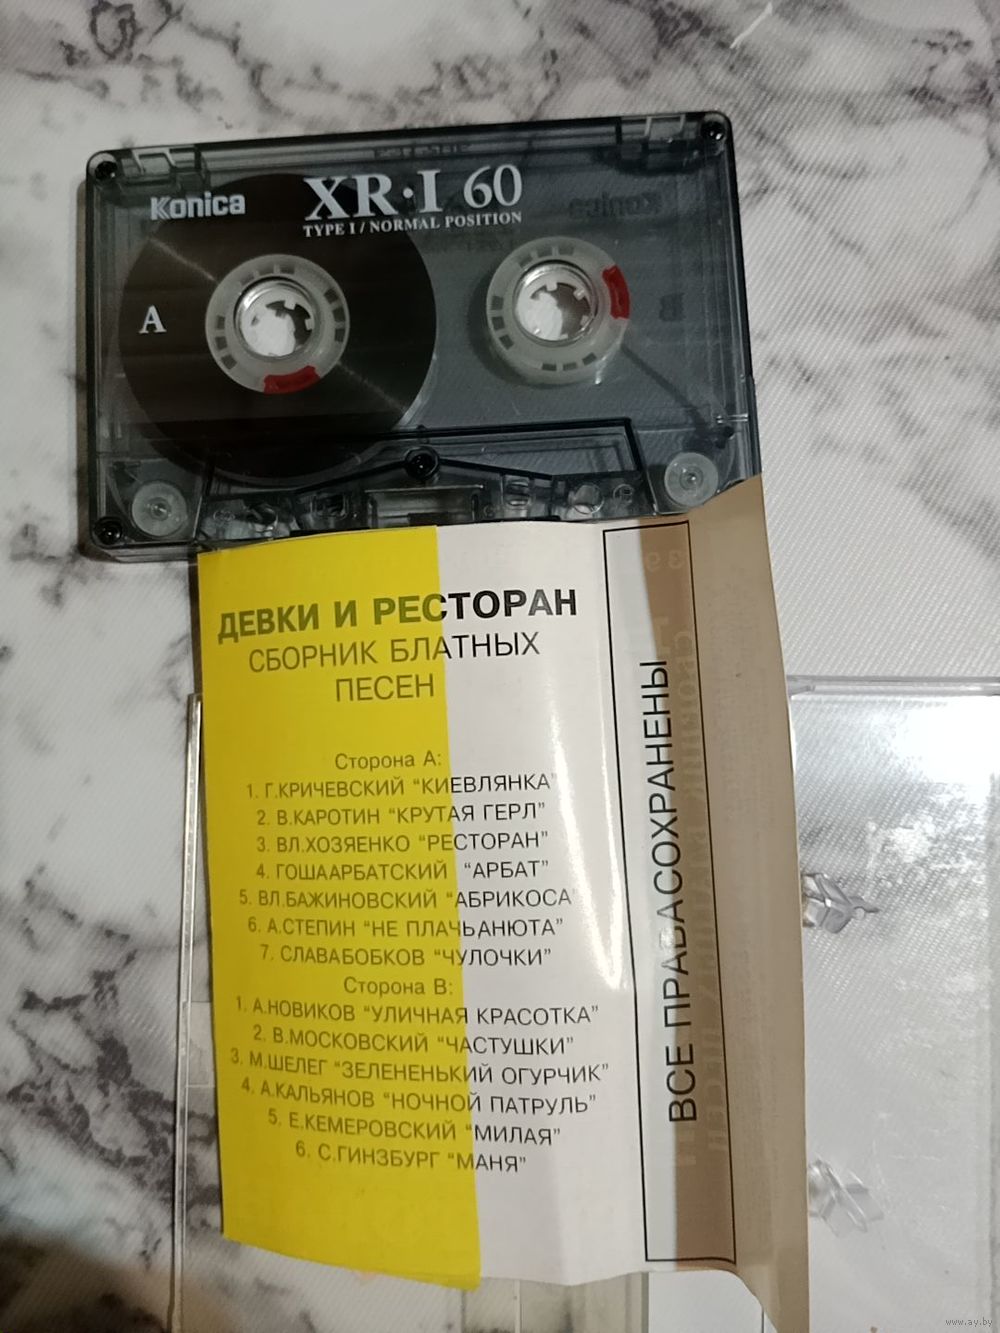 Konica
XR·I 60
TYPE I / NORMAL POSITION
A
ДЕВКИ И РЕСТОРАН
СБОРНИК БЛАТНЫХ
ПЕСЕН
Сторона А:
1. Г.КРИЧЕВСКИЙ “КИЕВЛЯНКА”
2. В.КАРОТИН “КРУТАЯ ГЕРЛ”
3. ВЛ.ХОЗЯЕНКО “РЕСТОРАН”
4. ГОШААРБАТСКИЙ “АРБАТ”
5. ВЛ.БАЖИНОВСКИЙ “АБРИКОСА”
6. А.СТЕПИН “НЕ ПЛАЧЬАНЮТА”
7. СЛАВАБОБКОВ “ЧУЛОЧКИ”
Сторона В:
1. А.НОВИКОВ “УЛИЧНАЯ КРАСОТКА”
2. В.МОСКОВСКИЙ “ЧАСТУШКИ”
3. М.ШЕЛЕГ “ЗЕЛЕНЕНЬКИЙ ОГУРЧИК”
4. А.КАЛЬЯНОВ “НОЧНОЙ ПАТРУЛЬ”
5. Е.КЕМЕРОВСКИЙ “МИЛАЯ”
6. С.ГИНЗБУРГ “МАНЯ”
ВСЕ ПРАВАСОХРАНЕНЫ
www.ay.by